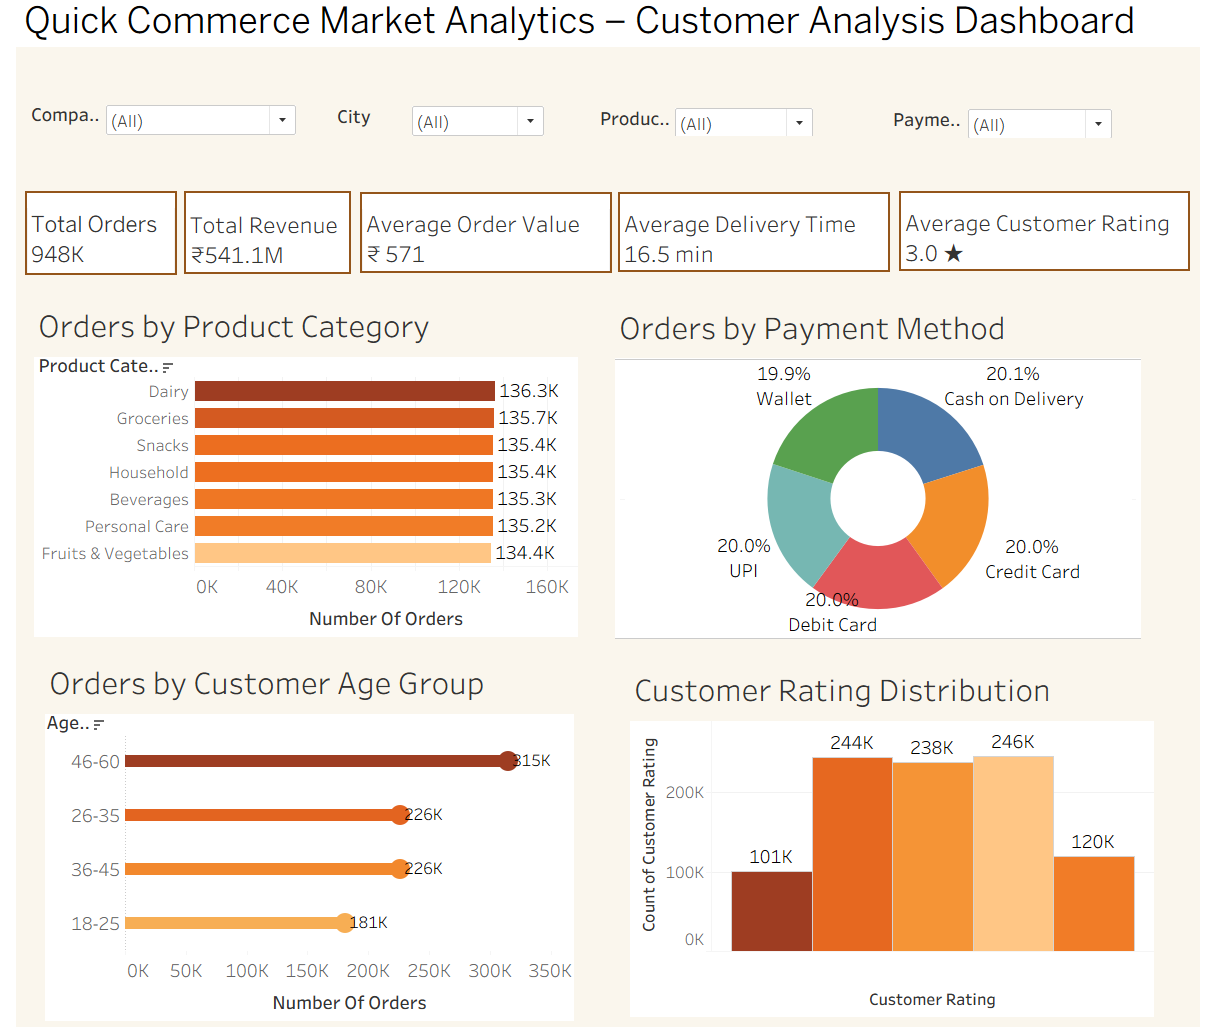 Quick Commerce Market Analytics – Customer Analysis Dashboard
Compa.. (All)
City (All)
Produc.. (All)
Payme.. (All)
Total Orders
948K
Total Revenue
₹541.1M
Average Order Value
₹ 571
Average Delivery Time
16.5 min
Average Customer Rating
3.0 ★
Orders by Product Category
Product Cate..
Dairy 136.3K
Groceries 135.7K
Snacks 135.4K
Household 135.4K
Beverages 135.3K
Personal Care 135.2K
Fruits & Vegetables 134.4K
0K 40K 80K 120K 160K
Number Of Orders
Orders by Payment Method
19.9%
Wallet
20.1%
Cash on Delivery
20.0%
UPI
20.0%
Credit Card
20.0%
Debit Card
Orders by Customer Age Group
Age..
46-60 315K
26-35 226K
36-45 226K
18-25 181K
0K 50K 100K 150K 200K 250K 300K 350K
Number Of Orders
Customer Rating Distribution
Count of Customer Rating
200K
100K
0K
101K 244K 238K 246K 120K
Customer Rating